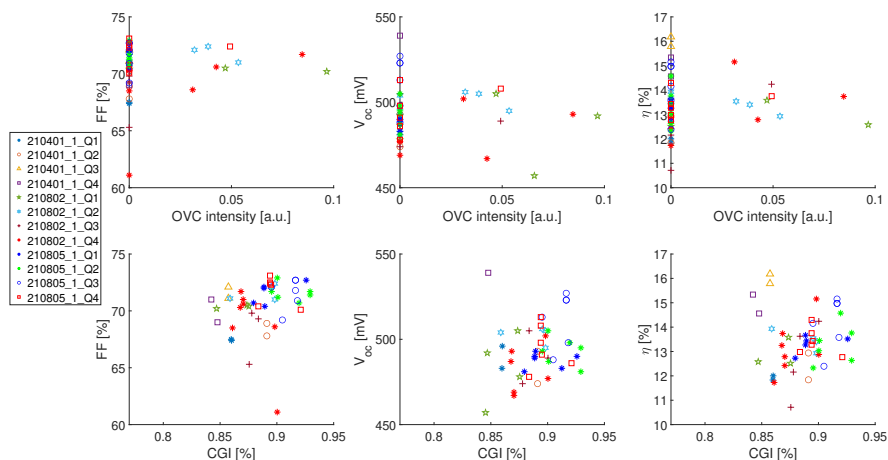 75
70
65
60
FF [%]
0
0.05
0.1
OVC intensity [a.u.]
550
500
450
V_oc [mV]
0
0.05
0.1
OVC intensity [a.u.]
17
16
15
14
13
12
11
10
η [%]
0
0.05
0.1
OVC intensity [a.u.]
210401_1_Q1
210401_1_Q2
210401_1_Q3
210401_1_Q4
210802_1_Q1
210802_1_Q2
210802_1_Q3
210802_1_Q4
210805_1_Q1
210805_1_Q2
210805_1_Q3
210805_1_Q4
75
70
65
60
FF [%]
0.8
0.85
0.9
0.95
CGI [%]
550
500
450
V_oc [mV]
0.8
0.85
0.9
0.95
CGI [%]
17
16
15
14
13
12
11
10
η [%]
0.8
0.85
0.9
0.95
CGI [%]